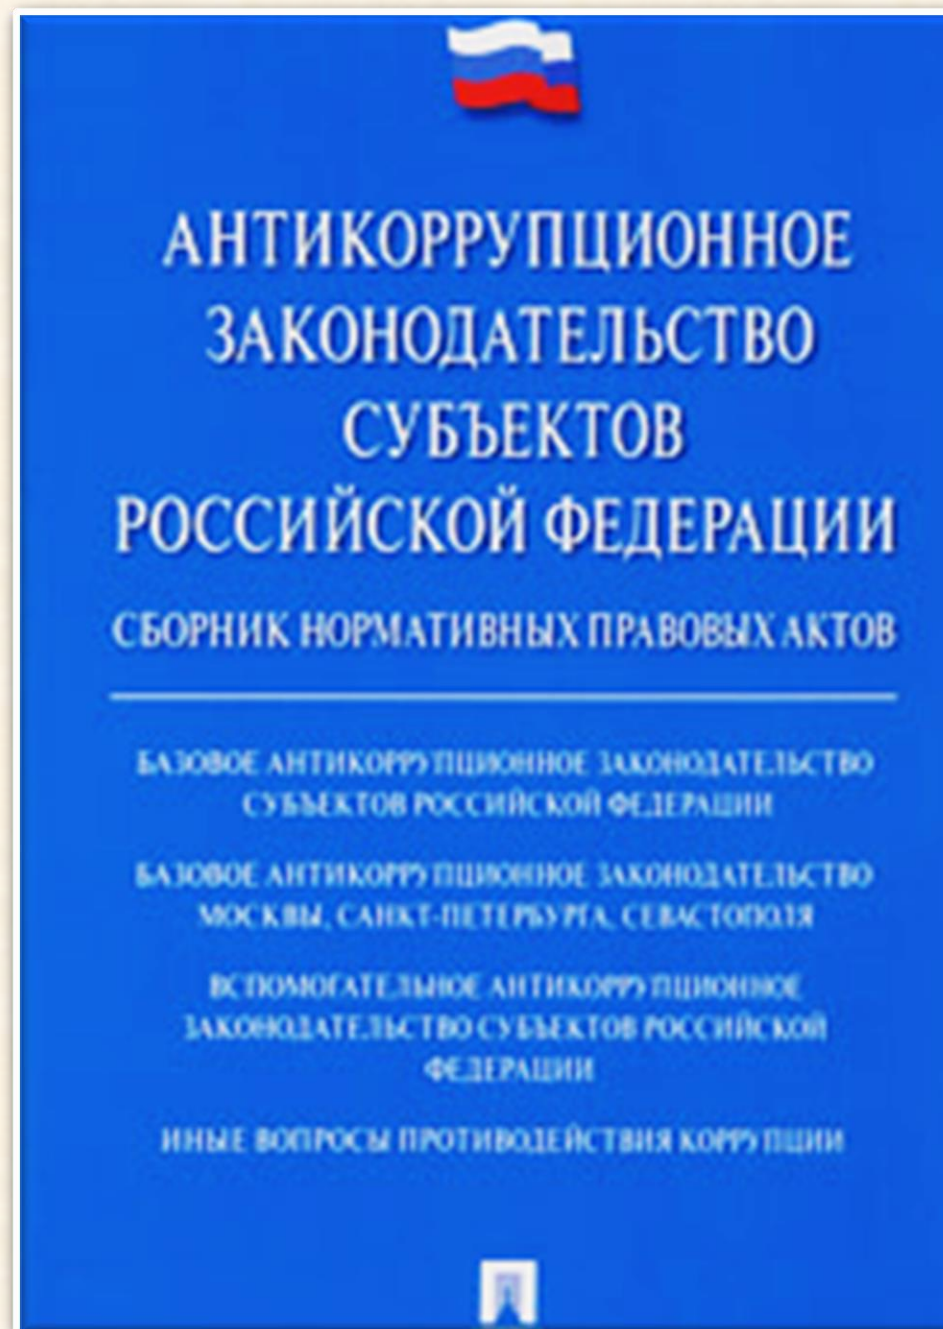 АНТИКОРРУПЦИОННОЕ
ЗАКОНОДАТЕЛЬСТВО
СУБЪЕКТОВ
РОССИЙСКОЙ ФЕДЕРАЦИИ
СБОРНИК НОРМАТИВНЫХ ПРАВОВЫХ АКТОВ
БАЗОВОЕ АНТИКОРРУПЦИОННОЕ ЗАКОНОДАТЕЛЬСТВО
СУБЪЕКТОВ РОССИЙСКОЙ ФЕДЕРАЦИИ
БАЗОВОЕ АНТИКОРРУПЦИОННОЕ ЗАКОНОДАТЕЛЬСТВО
МОСКВЫ, САНКТ-ПЕТЕРБУРГА, СЕВАСТОПОЛЯ
ВСПОМОГАТЕЛЬНОЕ АНТИКОРРУПЦИОННОЕ
ЗАКОНОДАТЕЛЬСТВО СУБЪЕКТОВ РОССИЙСКОЙ
ФЕДЕРАЦИИ
ИНЫЕ ВОПРОСЫ ПРОТИВОДЕЙСТВИЯ КОРРУПЦИИ